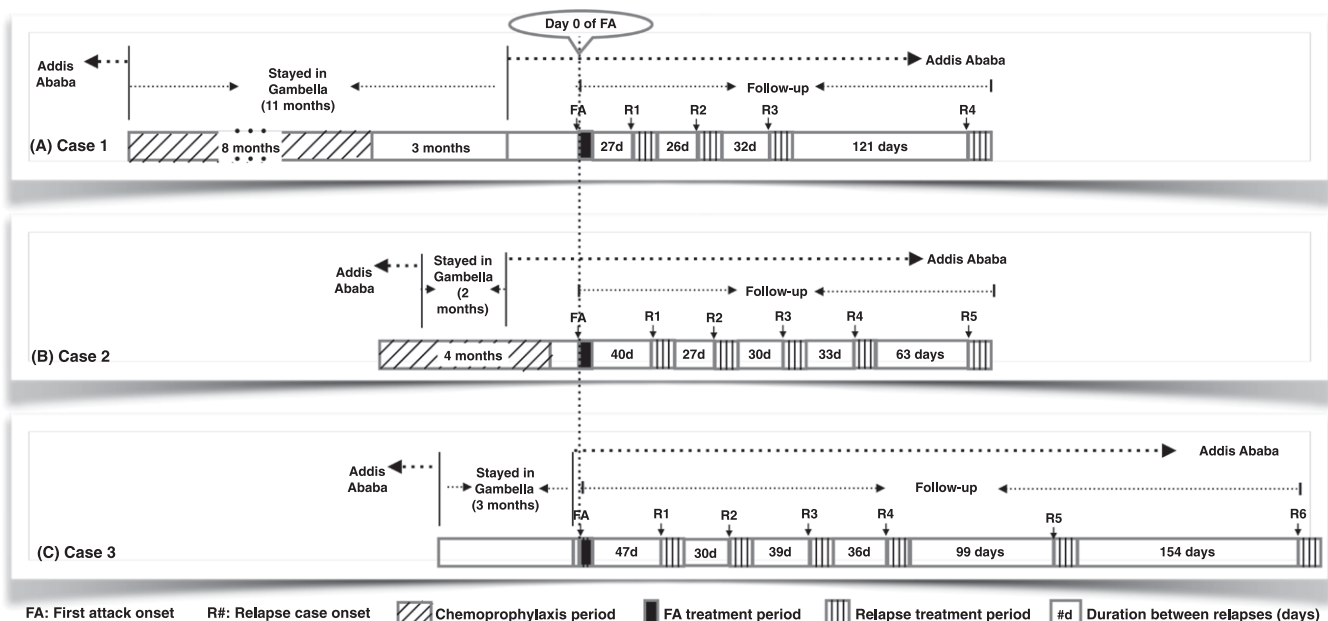 Day 0 of FA
Addis
Ababa
Stayed in
Gambella
(11 months)
Addis Ababa
Follow-up
FA R1 R2 R3 R4
(A) Case 1
8 months 3 months 27d 26d 32d 121 days
Addis
Ababa
Stayed in
Gambella
(2
months)
Addis Ababa
Follow-up
FA R1 R2 R3 R4 R5
(B) Case 2
4 months 40d 27d 30d 33d 63 days
Addis
Ababa
Stayed in
Gambella
(3 months)
Addis Ababa
Follow-up
FA R1 R2 R3 R4 R5 R6
(C) Case 3
47d 30d 39d 36d 99 days 154 days
FA: First attack onset R#: Relapse case onset Chemoprophylaxis period FA treatment period Relapse treatment period #d Duration between relapses (days)